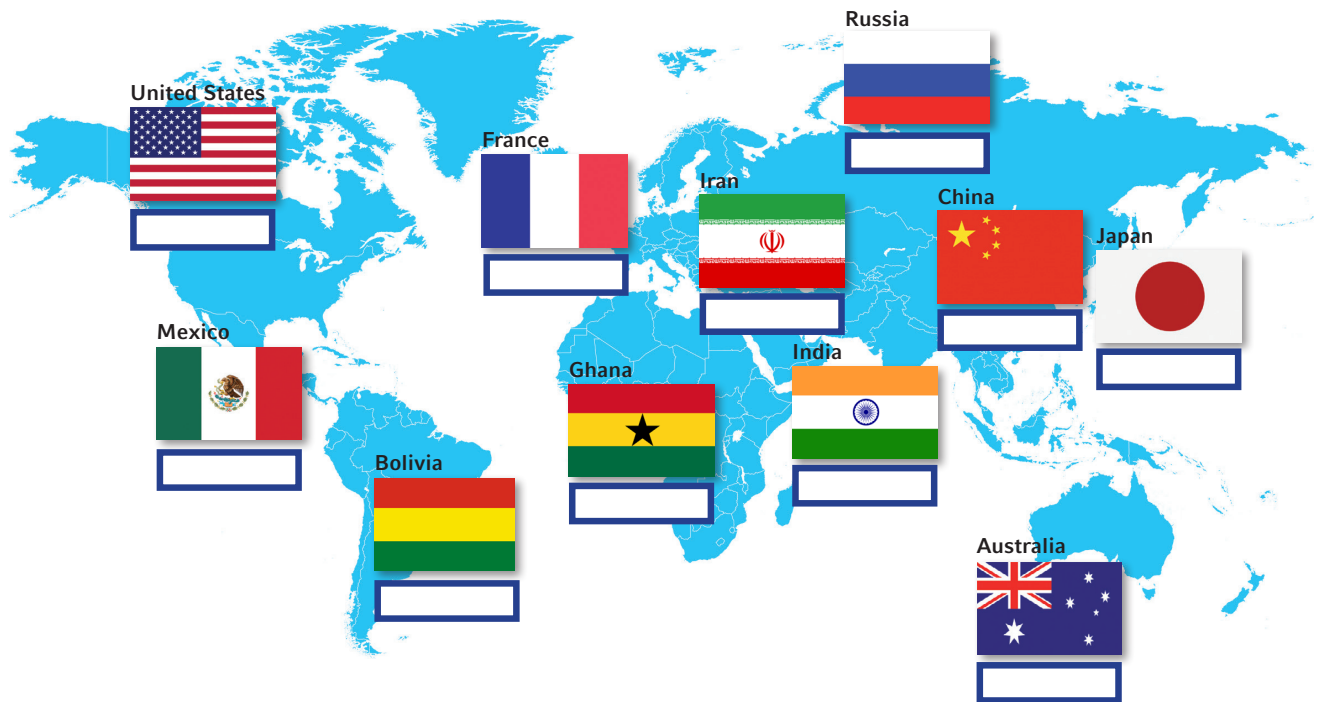 Russia
United States
France
Iran
China
Japan
Mexico
India
Ghana
Bolivia
Australia